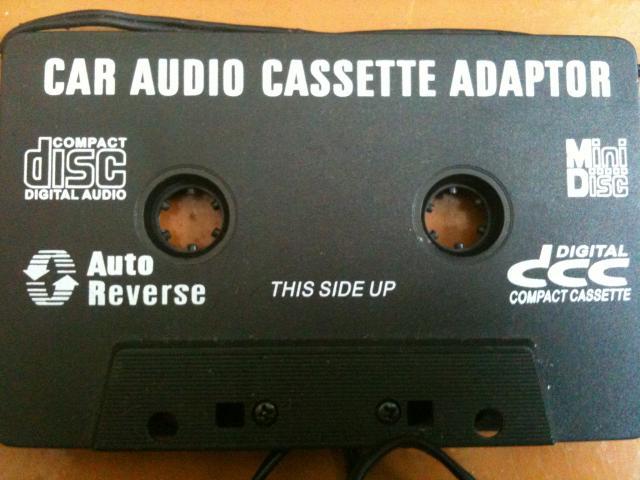 CAR AUDIO CASSETTE ADAPTOR
COMPACT
disc
DIGITAL AUDIO
Mini
Disc
Auto
Reverse
THIS SIDE UP
DIGITAL
dcc
COMPACT CASSETTE